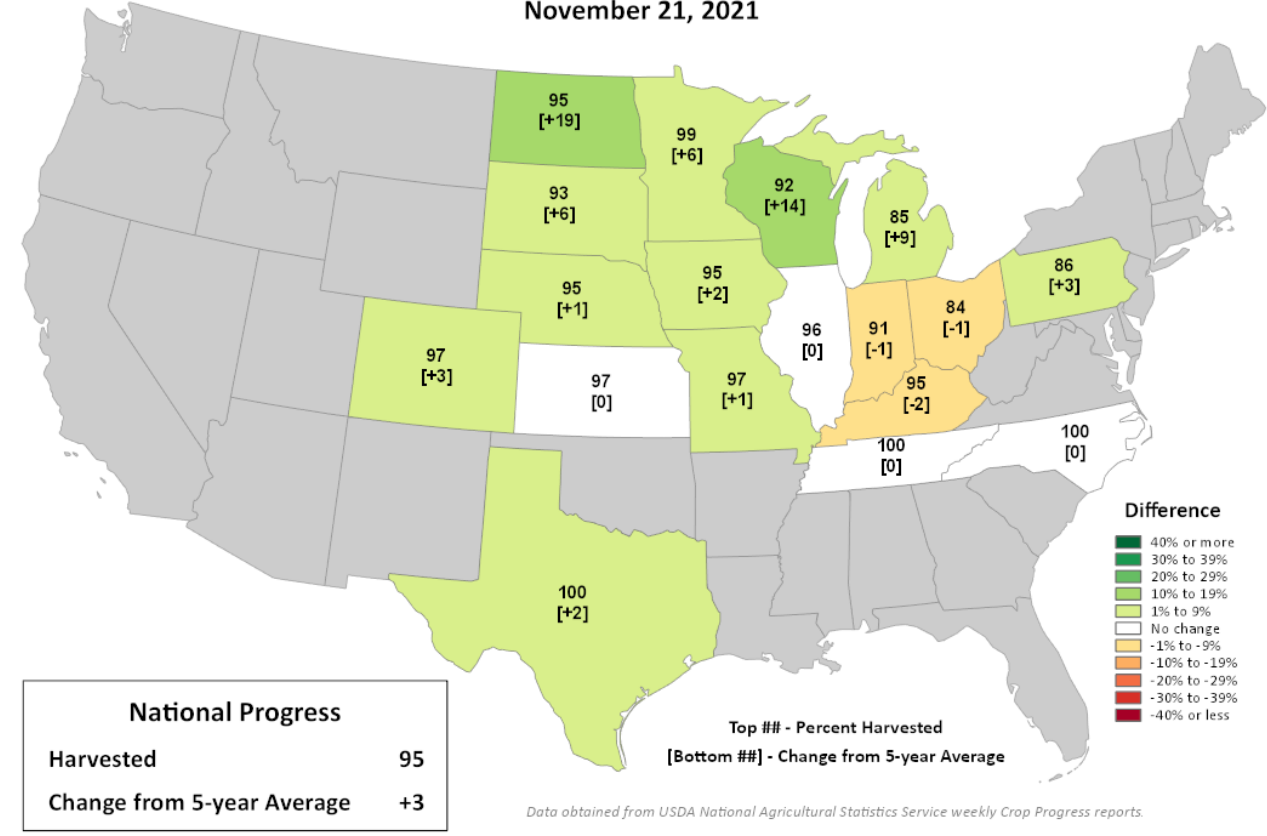 November 21, 2021
95
[+19]
99
[+6]
92
[+14]
93
[+6]
85
[+9]
95
[+2]
86
[+3]
95
[+1]
84
[-1]
96
[0]
91
[-1]
97
[+3]
97
[0]
97
[+1]
95
[-2]
100
[0]
100
[0]
100
[+2]
Difference
40% or more
30% to 39%
20% to 29%
10% to 19%
1% to 9%
No change
-1% to -9%
-10% to -19%
-20% to -29%
-30% to -39%
-40% or less
National Progress
Harvested 95
Change from 5-year Average +3
Top ## - Percent Harvested
[Bottom ##] - Change from 5-year Average
Data obtained from USDA National Agricultural Statistics Service weekly Crop Progress reports.